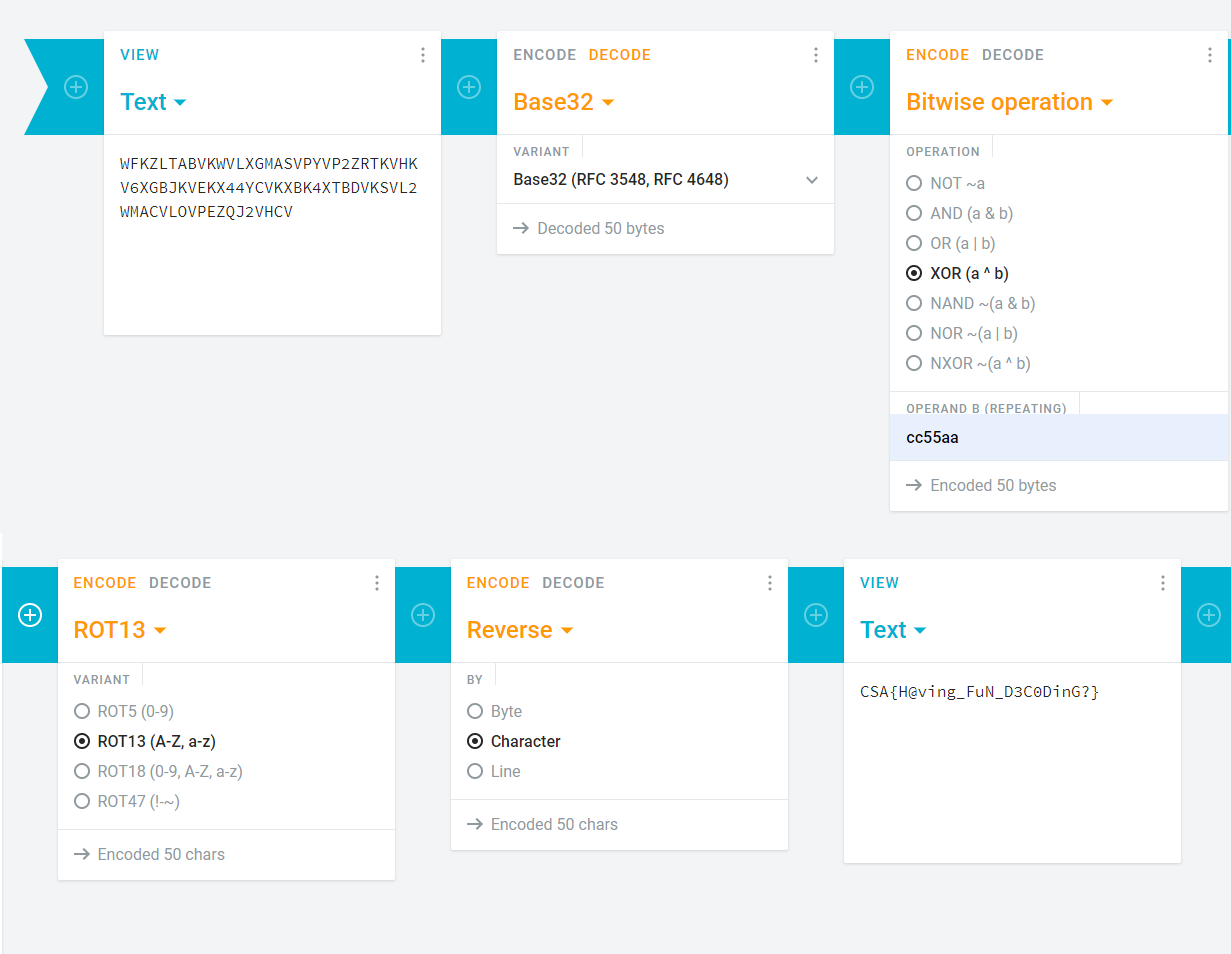 VIEW
Text
WFKZLTABVKWVLXGMASVPYVP2ZRTKVHK
V6XGBJKVEKX44YCVKXBK4XTBDVKSVL2
WMACVLOVPEZQJ2VHCV
ENCODE DECODE
Base32
VARIANT
Base32 (RFC 3548, RFC 4648)
→ Decoded 50 bytes
ENCODE DECODE
Bitwise operation
OPERATION
NOT ~a
AND (a & b)
OR (a | b)
XOR (a ^ b)
NAND ~(a & b)
NOR ~(a | b)
NXOR ~(a ^ b)
OPERAND B (REPEATING)
cc55aa
→ Encoded 50 bytes
ENCODE DECODE
ROT13
VARIANT
ROT5 (0-9)
ROT13 (A-Z, a-z)
ROT18 (0-9, A-Z, a-z)
ROT47 (!-~)
→ Encoded 50 chars
ENCODE DECODE
Reverse
BY
Byte
Character
Line
→ Encoded 50 chars
VIEW
Text
CSA{H@ving_FuN_D3C0DinG?}